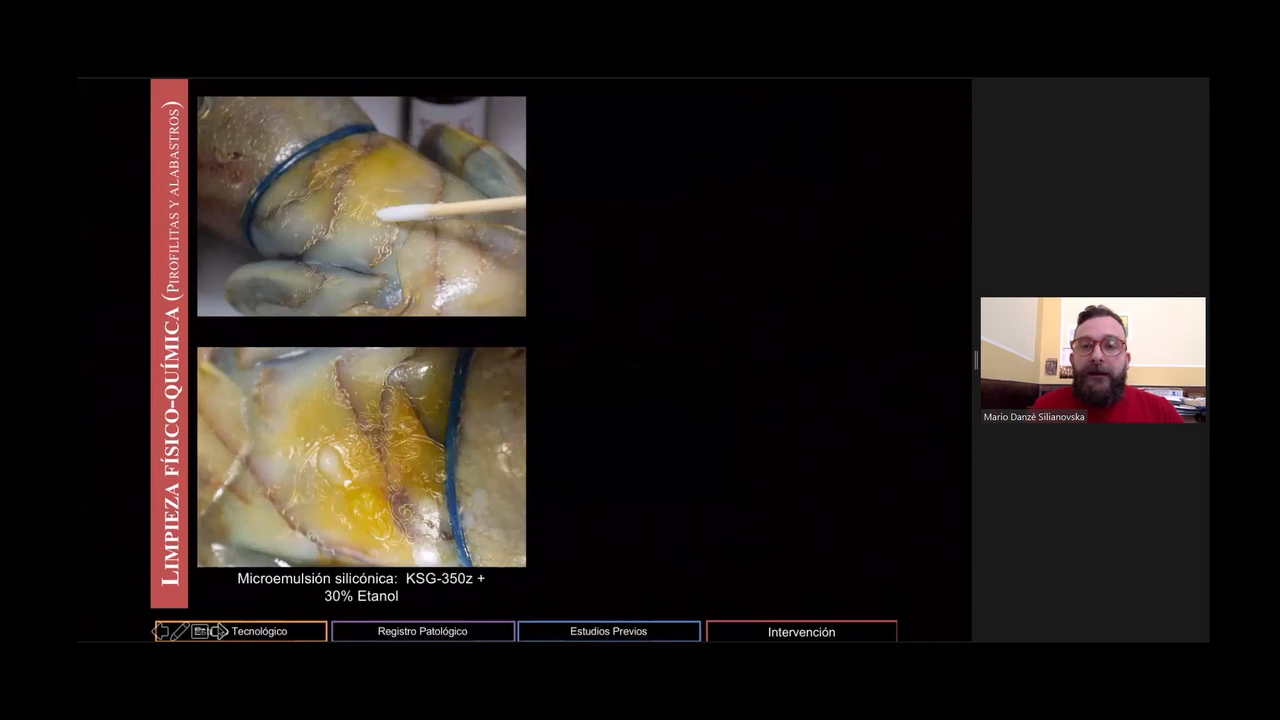 LIMPIEZA FÍSICO-QUÍMICA (PIROFILITAS Y ALABASTROS)
Microemulsión silicónica: KSG-350z +
30% Etanol
Mario Danzè Silianovska
Tecnológico
Registro Patológico
Estudios Previos
Intervención